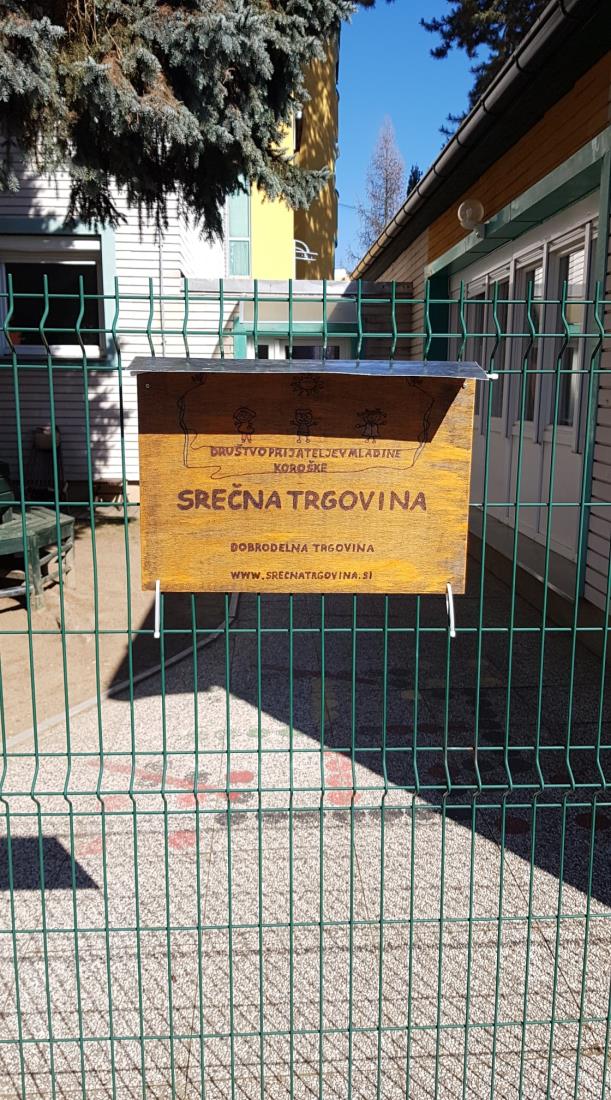 DRUŠTVO PRIJATELJEV MLADINE
KOROŠKE
SREČNA TRGOVINA
DOBRODELNA TRGOVINA
WWW.SRECNATRGOVINA.SI